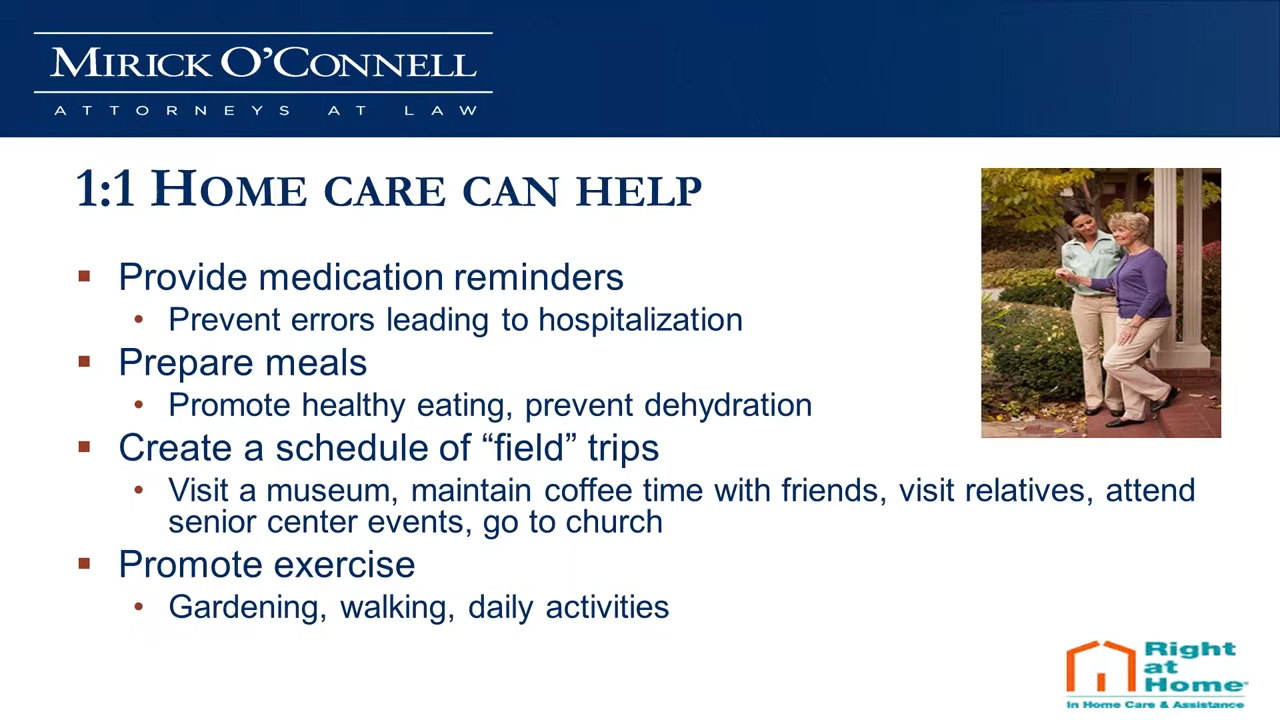 MIRICK O’CONNELL
ATTORNEYS AT LAW
1:1 HOME CARE CAN HELP
▪ Provide medication reminders
• Prevent errors leading to hospitalization
▪ Prepare meals
• Promote healthy eating, prevent dehydration
▪ Create a schedule of “field” trips
• Visit a museum, maintain coffee time with friends, visit relatives, attend
senior center events, go to church
▪ Promote exercise
• Gardening, walking, daily activities
Right
at
Home®
In Home Care & Assistance